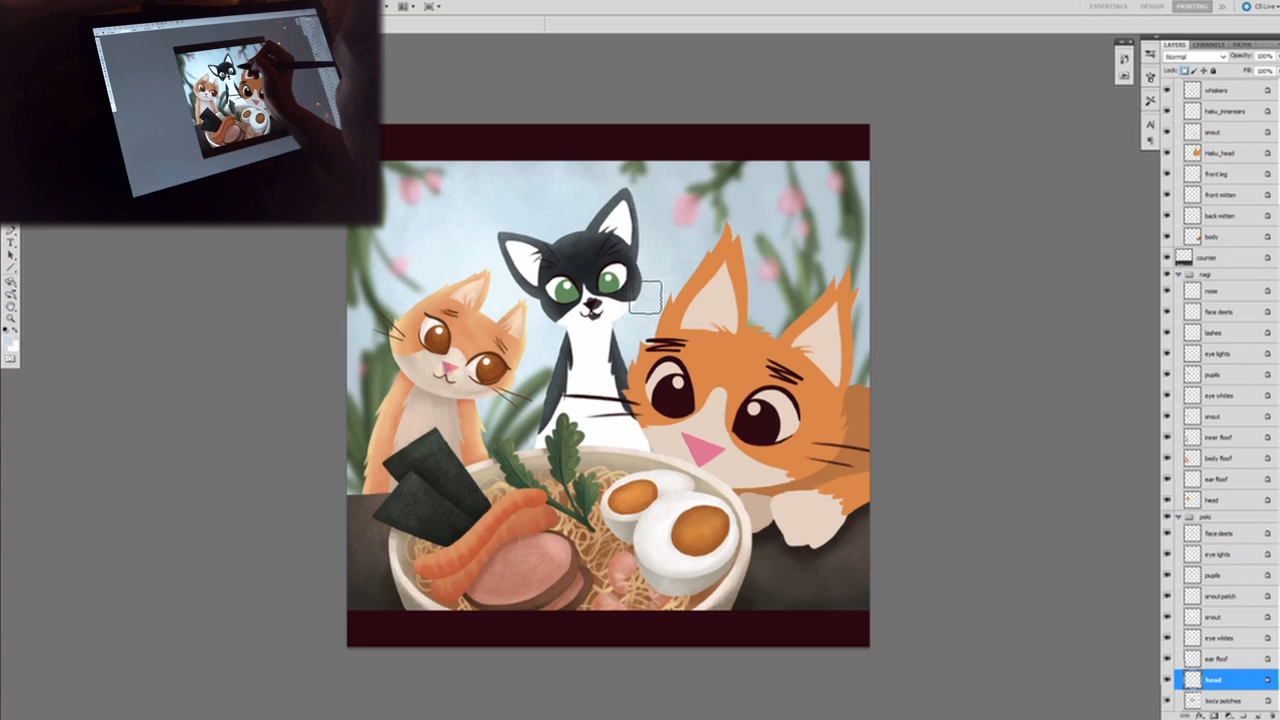 ESSENTIALS DESIGN PAINTING >> CS Live
LAYERS CHANNELS PATHS
Normal Opacity: 100%
Lock: Fill: 100%
whiskers
haku_innerears
snout
Haku_head
front leg
front mitten
back mitten
body
counter
nagi
nose
face deets
lashes
eye lights
pupils
eye whites
snout
inner floof
body floof
ear floof
head
poki
face deets
eye lights
pupils
snout patch
snout
eye whites
ear floof
head
body patches